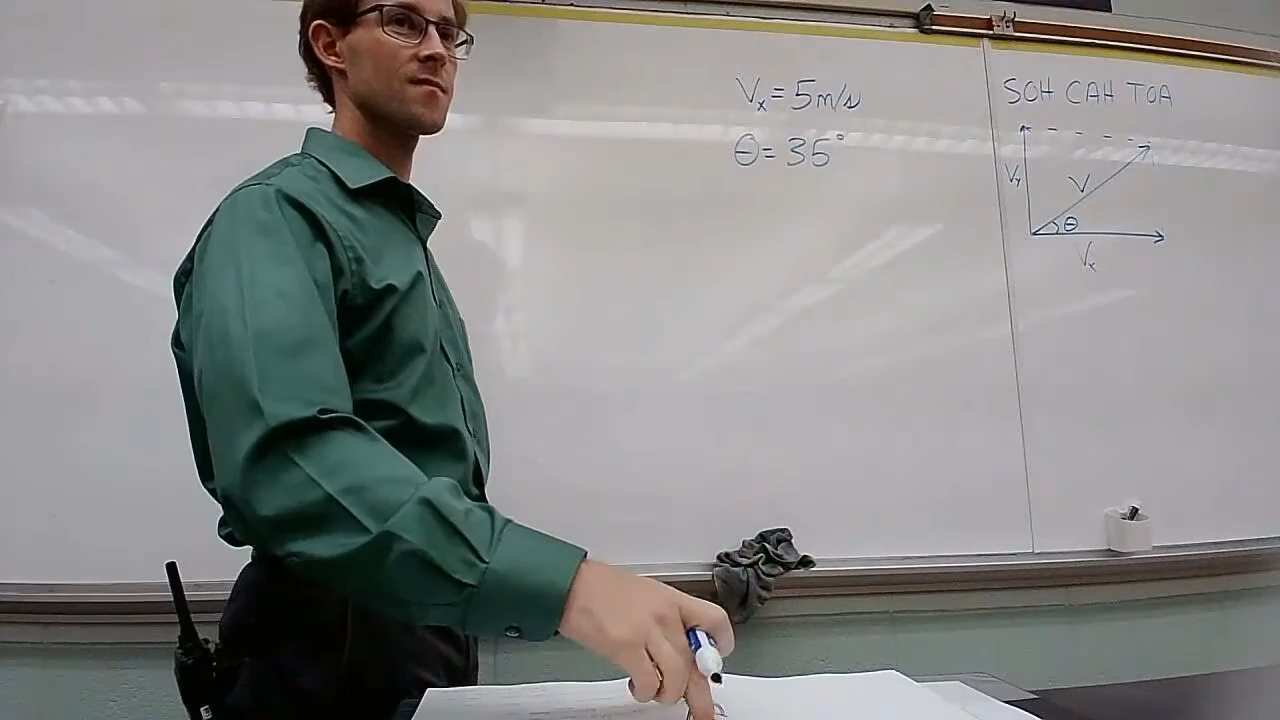 Vx = 5m/s
θ = 35°
SOH CAH TOA
Vy
V
θ
Vx